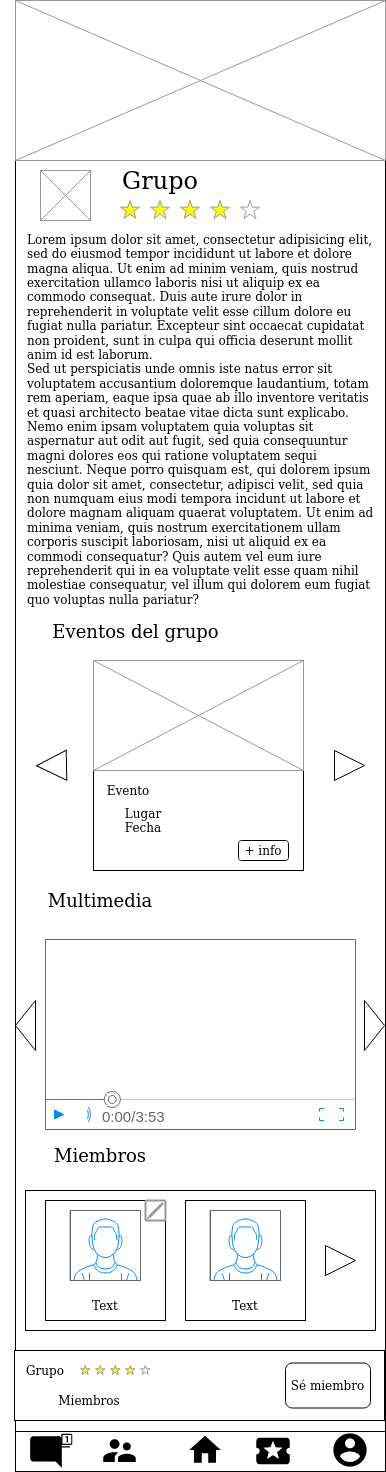 Grupo
Lorem ipsum dolor sit amet, consectetur adipisicing elit,
sed do eiusmod tempor incididunt ut labore et dolore
magna aliqua. Ut enim ad minim veniam, quis nostrud
exercitation ullamco laboris nisi ut aliquip ex ea
commodo consequat. Duis aute irure dolor in
reprehenderit in voluptate velit esse cillum dolore eu
fugiat nulla pariatur. Excepteur sint occaecat cupidatat
non proident, sunt in culpa qui officia deserunt mollit
anim id est laborum.
Sed ut perspiciatis unde omnis iste natus error sit
voluptatem accusantium doloremque laudantium, totam
rem aperiam, eaque ipsa quae ab illo inventore veritatis
et quasi architecto beatae vitae dicta sunt explicabo.
Nemo enim ipsam voluptatem quia voluptas sit
aspernatur aut odit aut fugit, sed quia consequuntur
magni dolores eos qui ratione voluptatem sequi
nesciunt. Neque porro quisquam est, qui dolorem ipsum
quia dolor sit amet, consectetur, adipisci velit, sed quia
non numquam eius modi tempora incidunt ut labore et
dolore magnam aliquam quaerat voluptatem. Ut enim ad
minima veniam, quis nostrum exercitationem ullam
corporis suscipit laboriosam, nisi ut aliquid ex ea
commodi consequatur? Quis autem vel eum iure
reprehenderit qui in ea voluptate velit esse quam nihil
molestiae consequatur, vel illum qui dolorem eum fugiat
quo voluptas nulla pariatur?
Eventos del grupo
Evento
Lugar
Fecha
+ info
Multimedia
0:00/3:53
Miembros
Text
Text
Grupo
Sé miembro
Miembros
1